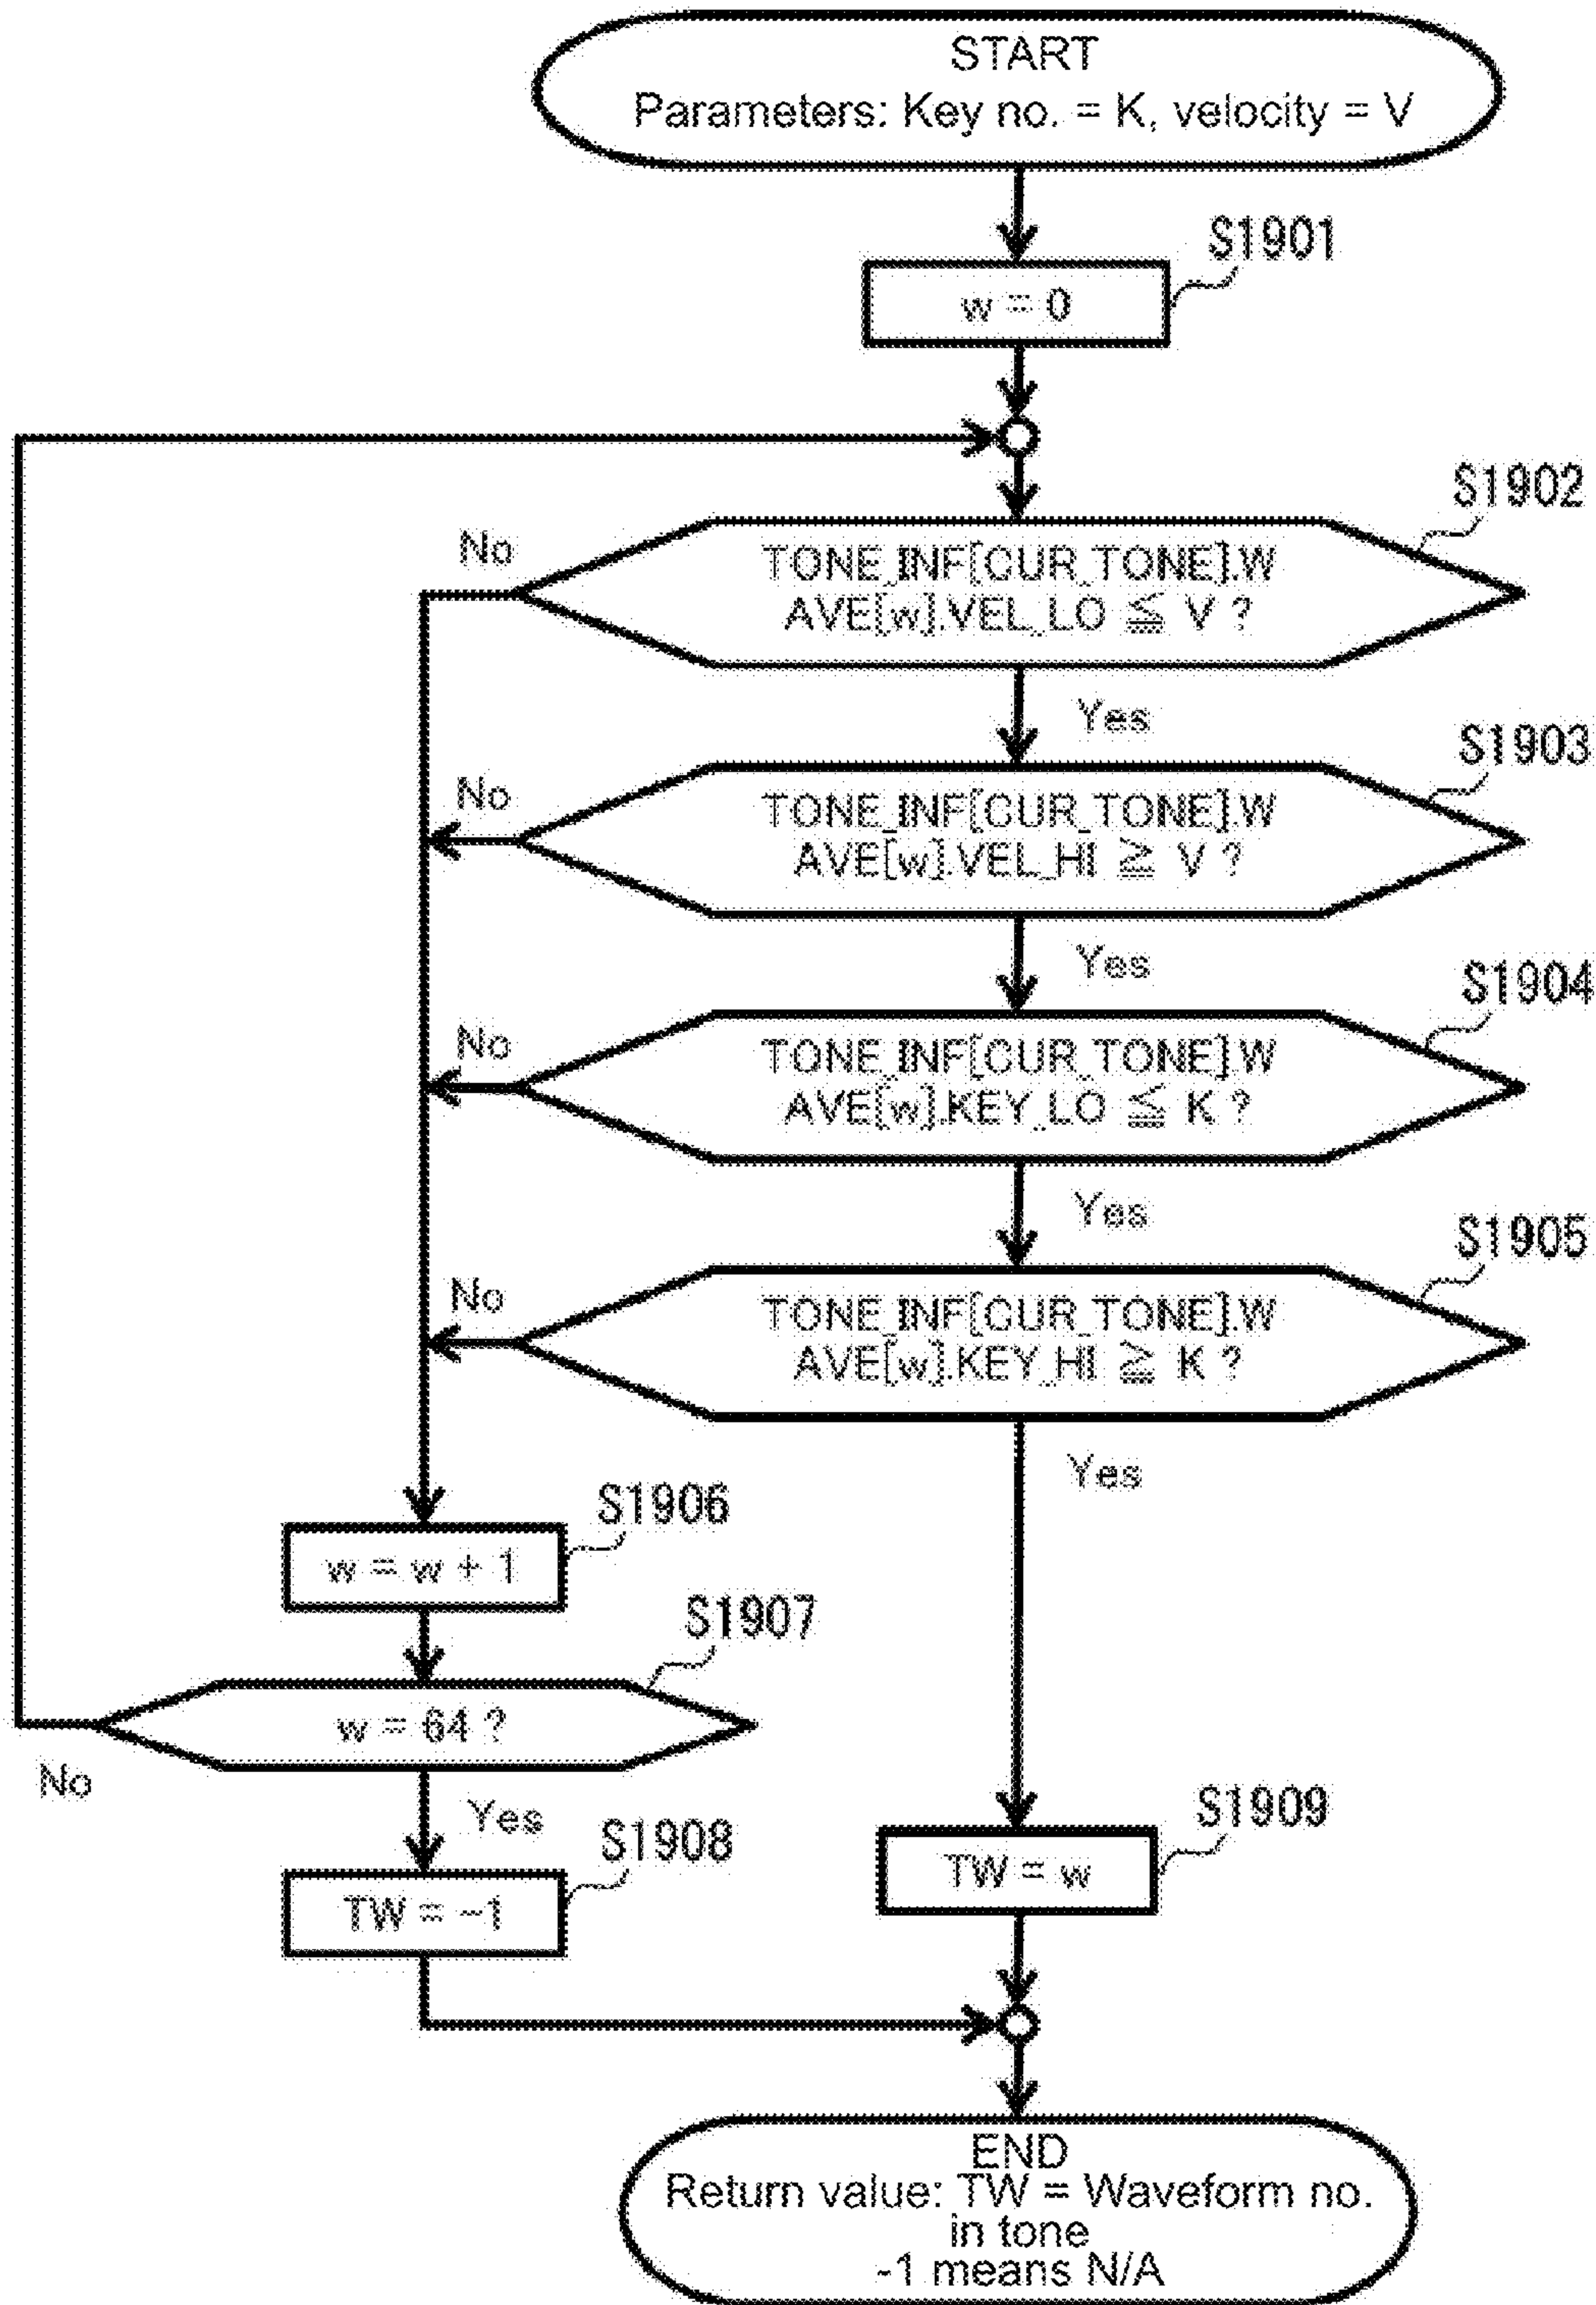 START
Parameters: Key no. = K, velocity = V
S1901
w = 0
S1902
No
TONE_INF[CUR_TONE].W
AVE[w].VEL_LO ≦ V ?
Yes
S1903
No
TONE_INF[CUR_TONE].W
AVE[w].VEL_HI ≧ V ?
Yes
S1904
No
TONE_INF[CUR_TONE].W
AVE[w].KEY_LO ≦ K ?
Yes
S1905
No
TONE_INF[CUR_TONE].W
AVE[w].KEY_HI ≧ K ?
Yes
S1906
w = w + 1
S1907
w = 64 ?
No
Yes
S1908
TW = -1
S1909
TW = w
END
Return value: TW = Waveform no.
in tone
-1 means N/A